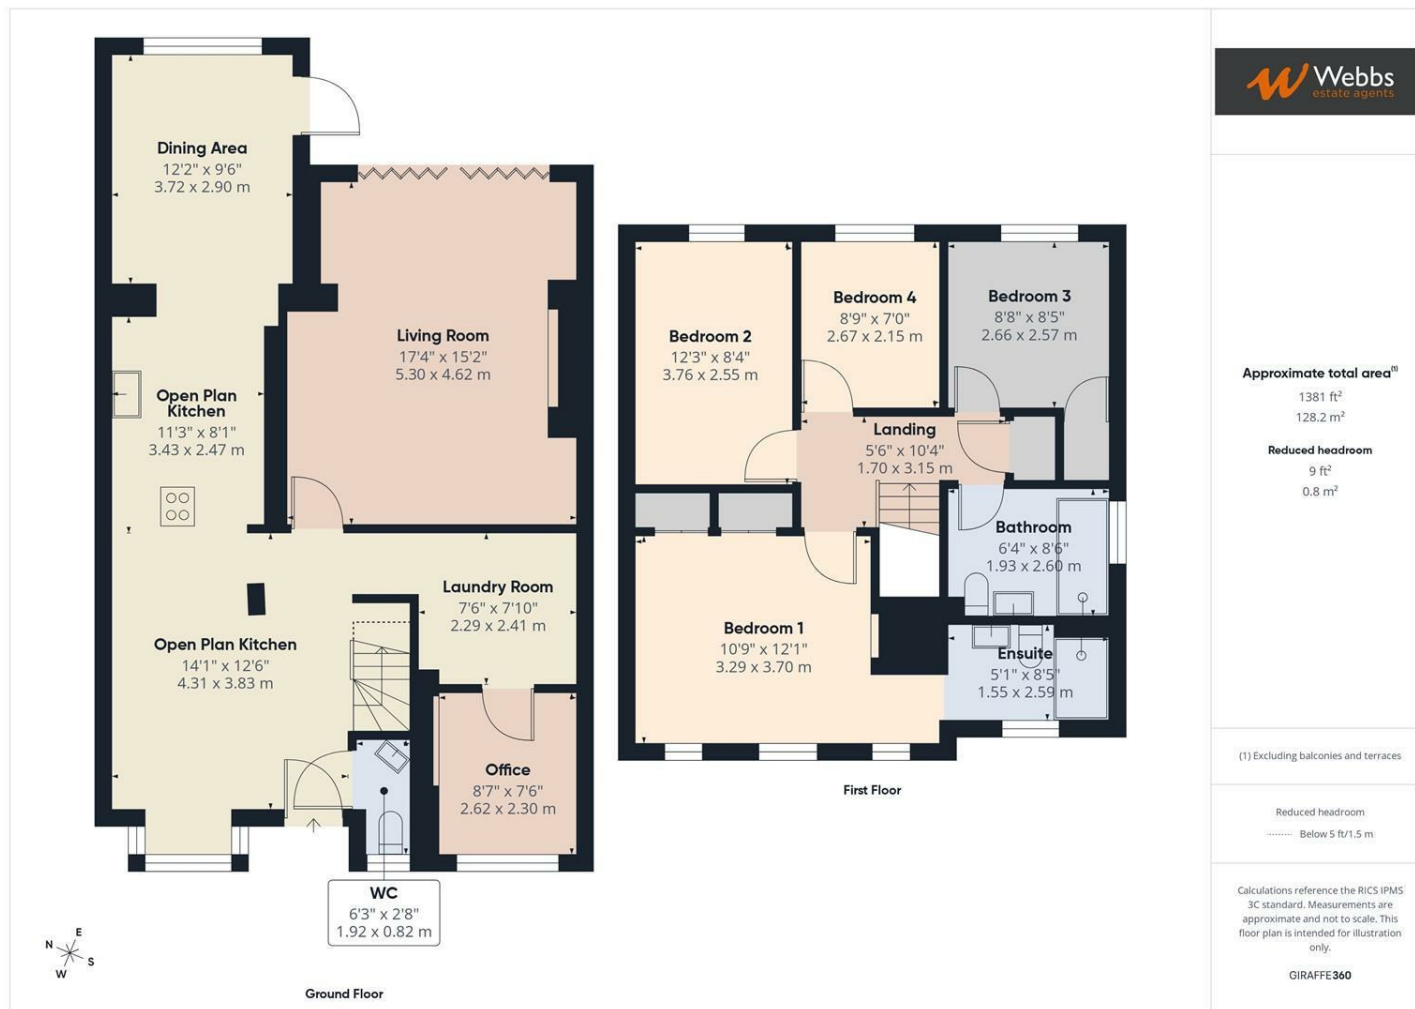 Dining Area
12'2" x 9'6"
3.72 x 2.90 m
Living Room
17'4" x 15'2"
5.30 x 4.62 m
Open Plan
Kitchen
11'3" x 8'1"
3.43 x 2.47 m
Laundry Room
7'6" x 7'10"
2.29 x 2.41 m
Open Plan Kitchen
14'1" x 12'6"
4.31 x 3.83 m
Office
8'7" x 7'6"
2.62 x 2.30 m
WC
6'3" x 2'8"
1.92 x 0.82 m
N
E
S
W
Ground Floor
Bedroom 2
12'3" x 8'4"
3.76 x 2.55 m
Bedroom 4
8'9" x 7'0"
2.67 x 2.15 m
Bedroom 3
8'8" x 8'5"
2.66 x 2.57 m
Landing
5'6" x 10'4"
1.70 x 3.15 m
Bathroom
6'4" x 8'6"
1.93 x 2.60 m
Bedroom 1
10'9" x 12'1"
3.29 x 3.70 m
Ensuite
5'1" x 8'5"
1.55 x 2.59 m
First Floor
Webbs
estate agents
Approximate total area(1)
1381 ft²
128.2 m²
Reduced headroom
9 ft²
0.8 m²
(1) Excluding balconies and terraces
Reduced headroom
Below 5 ft/1.5 m
Calculations reference the RICS IPMS
3C standard. Measurements are
approximate and not to scale. This
floor plan is intended for illustration
only.
GIRAFFE360